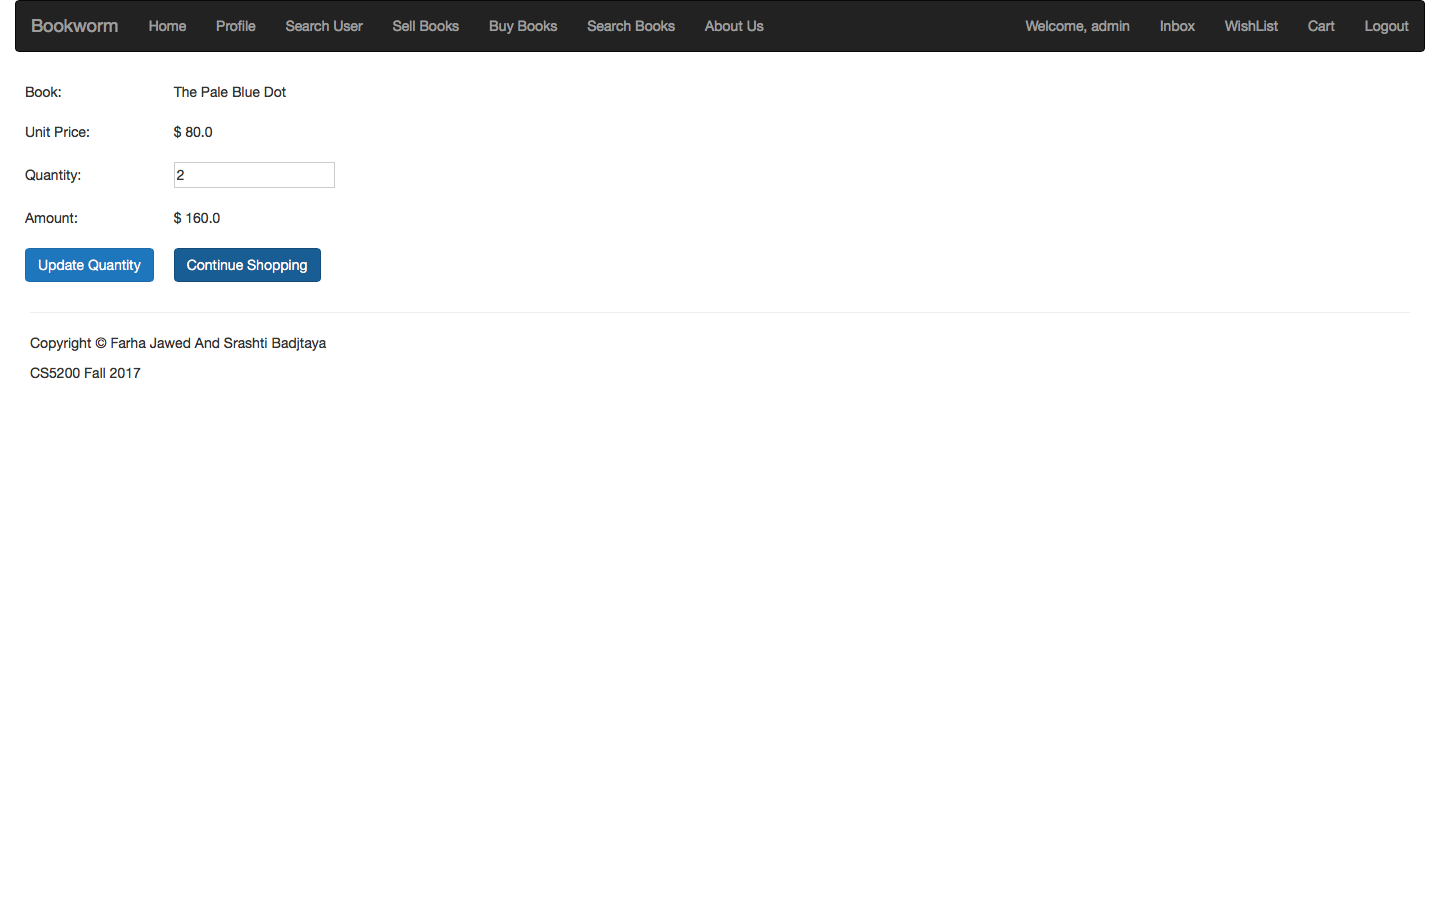 Bookworm Home Profile Search User Sell Books Buy Books Search Books About Us Welcome, admin Inbox WishList Cart Logout
Book: The Pale Blue Dot
Unit Price: $ 80.0
Quantity: 2
Amount: $ 160.0
Update Quantity Continue Shopping
Copyright © Farha Jawed And Srashti Badjtaya
CS5200 Fall 2017